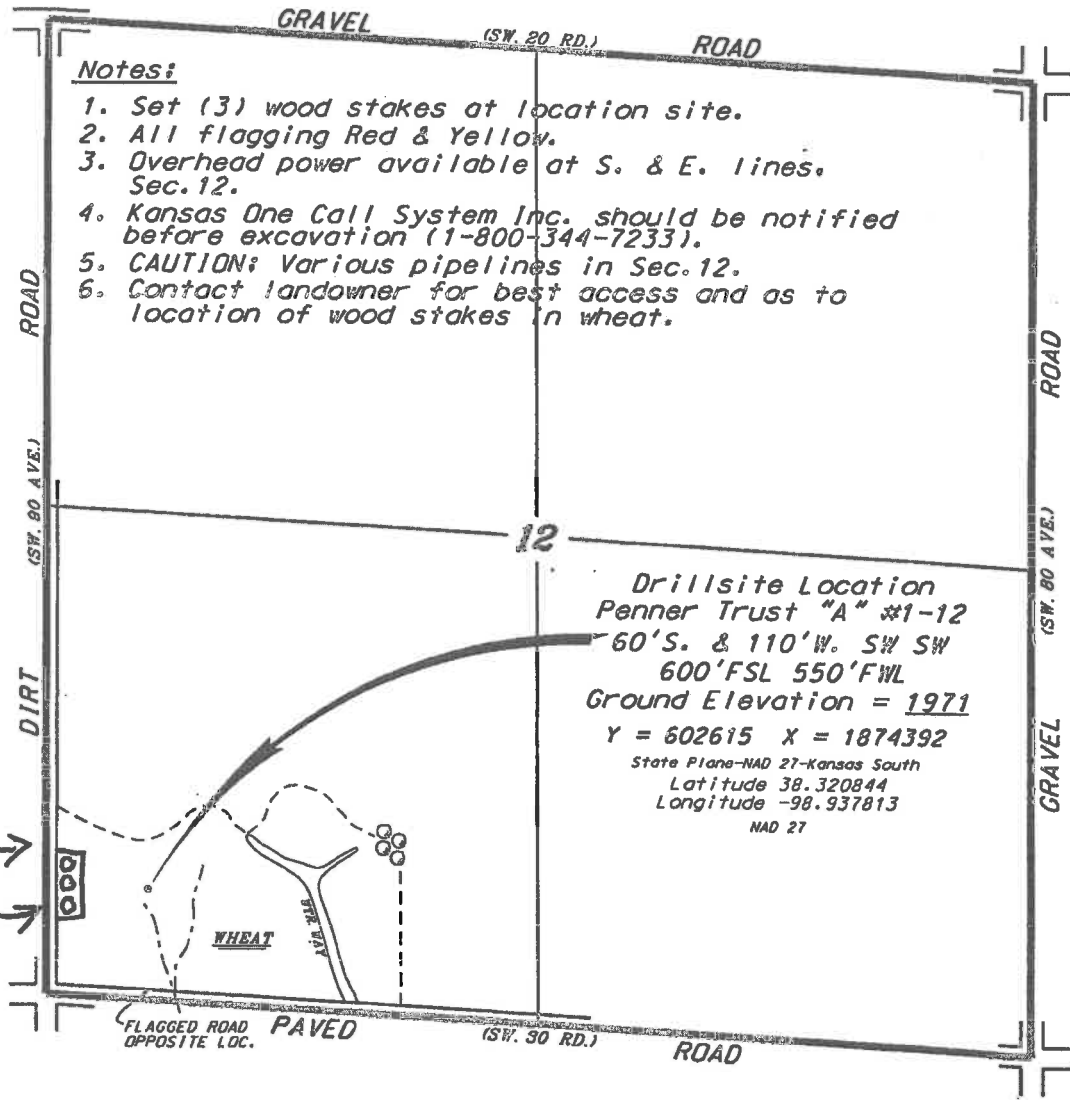 GRAVEL (SW. 20 RD.) ROAD
Notes:
1. Set (3) wood stakes at location site.
2. All flagging Red & Yellow.
3. Overhead power available at S. & E. lines.
Sec. 12.
4. Kansas One Call System Inc. should be notified
before excavation (1-800-344-7233).
5. CAUTION: Various pipelines in Sec. 12.
6. Contact landowner for best access and as to
location of wood stakes in wheat.
ROAD
(SW. 90 AVE.)
DIRT
ROAD
(SW. 80 AVE.)
GRAVEL
12
Drillsite Location
Penner Trust "A" #1-12
60'S. & 110'W. SW SW
600'FSL 550'FWL
Ground Elevation = 1971
Y = 602615 X = 1874392
State Plane-NAD 27-Kansas South
Latitude 38.320844
Longitude -98.937813
NAD 27
WHEAT
WTR WAY
FLAGGED ROAD
OPPOSITE LOC.
PAVED (SW. 30 RD.) ROAD